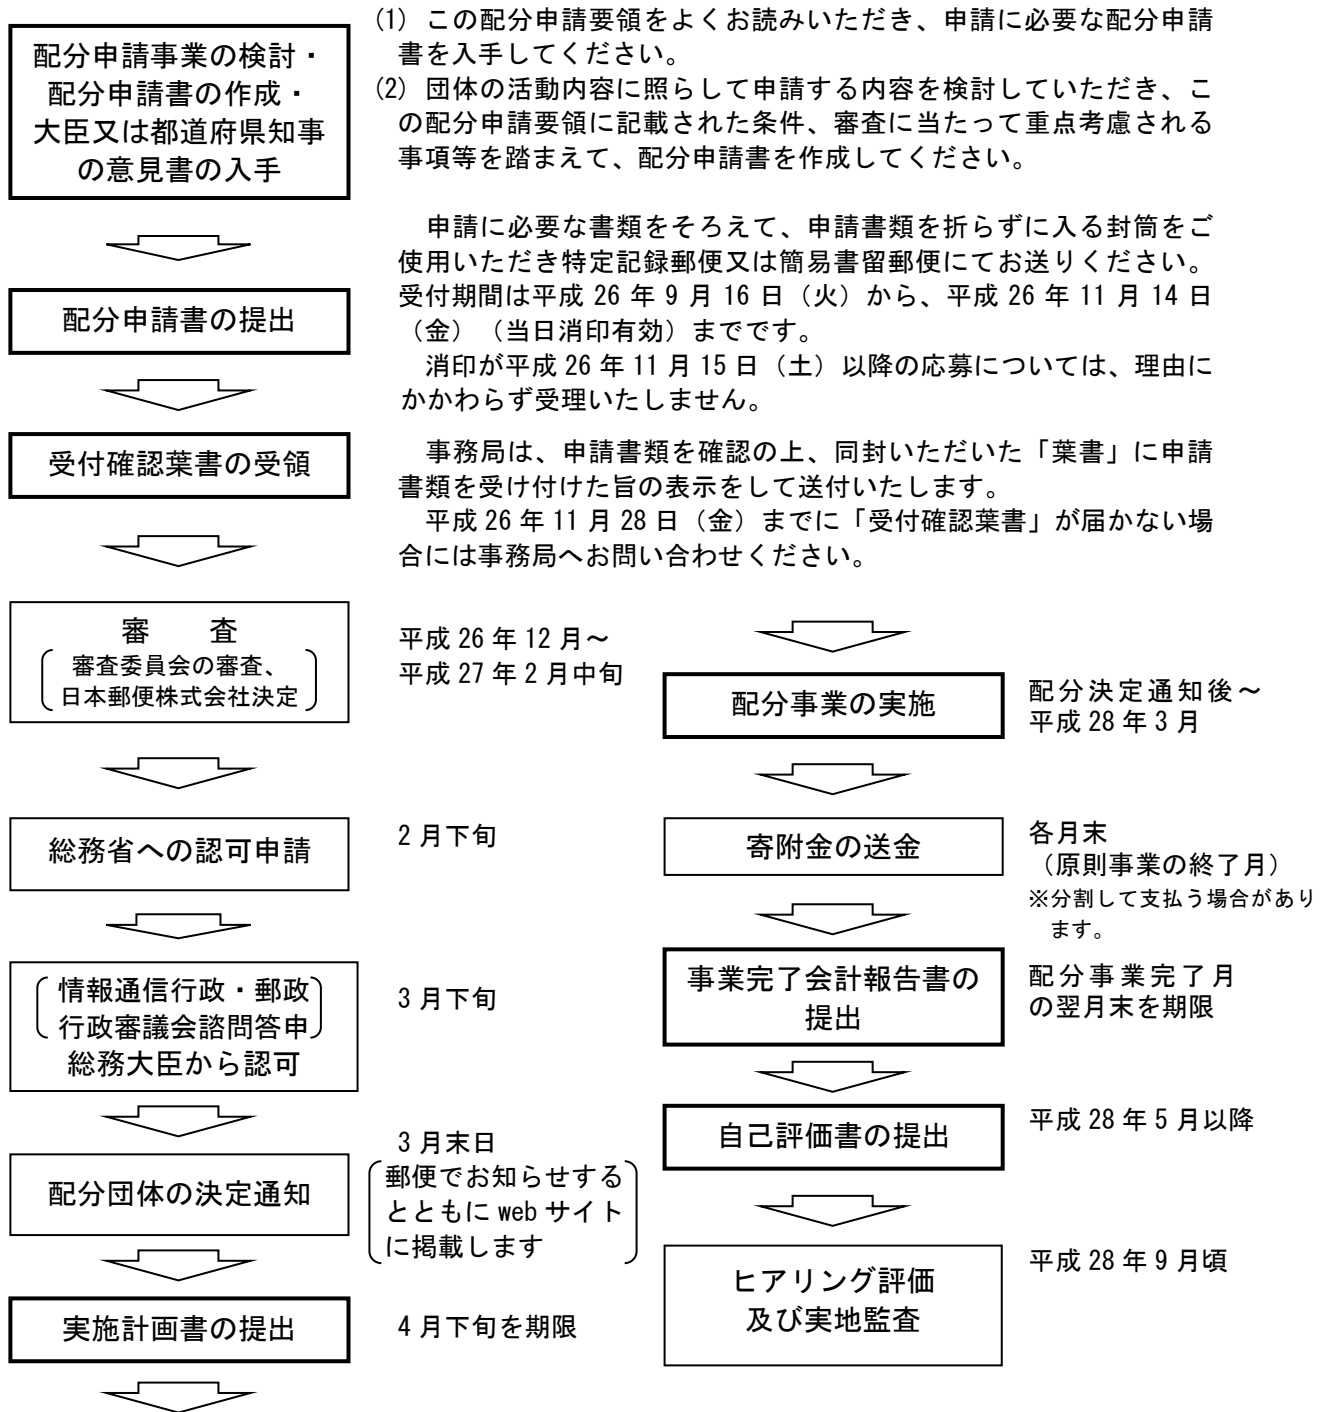 配分申請事業の検討・
配分申請書の作成・
大臣又は都道府県知事
の意見書の入手
(1) この配分申請要領をよくお読みいただき、申請に必要な配分申請
書を入手してください。
(2) 団体の活動内容に照らして申請する内容を検討していただき、こ
の配分申請要領に記載された条件、審査に当たって重点考慮される
事項等を踏まえて、配分申請書を作成してください。
配分申請書の提出
申請に必要な書類をそろえて、申請書類を折らずに入る封筒をご
使用いただき特定記録郵便又は簡易書留郵便にてお送りください。
受付期間は平成 26 年 9 月 16 日（火）から、平成 26 年 11 月 14 日
（金）（当日消印有効）までです。
消印が平成 26 年 11 月 15 日（土）以降の応募については、理由に
かかわらず受理いたしません。
受付確認葉書の受領
事務局は、申請書類を確認の上、同封いただいた「葉書」に申請
書類を受け付けた旨の表示をして送付いたします。
平成 26 年 11 月 28 日（金）までに「受付確認葉書」が届かない場
合には事務局へお問い合わせください。
審　　査
審査委員会の審査、
日本郵便株式会社決定
平成 26 年 12 月～
平成 27 年 2 月中旬
総務省への認可申請
2 月下旬
情報通信行政・郵政
行政審議会諮問答申
総務大臣から認可
3 月下旬
配分団体の決定通知
3 月末日
郵便でお知らせする
とともに web サイト
に掲載します
実施計画書の提出
4 月下旬を期限
配分事業の実施
配分決定通知後～
平成 28 年 3 月
寄附金の送金
各月末
（原則事業の終了月）
※分割して支払う場合があり
ます。
事業完了会計報告書の
提出
配分事業完了月
の翌月末を期限
自己評価書の提出
平成 28 年 5 月以降
ヒアリング評価
及び実地監査
平成 28 年 9 月頃